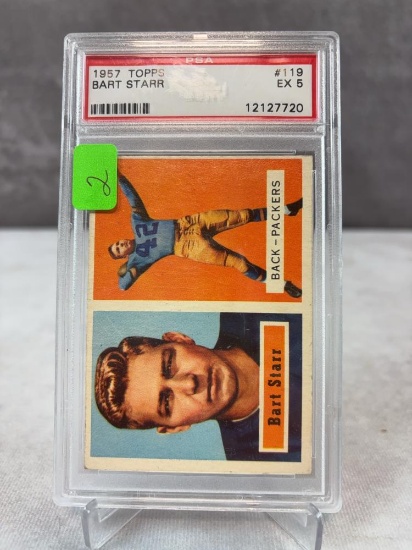 PSA
1957 TOPPS #119
BART STARR EX 5
12127720
2
42
BACK - PACKERS
Bart Starr